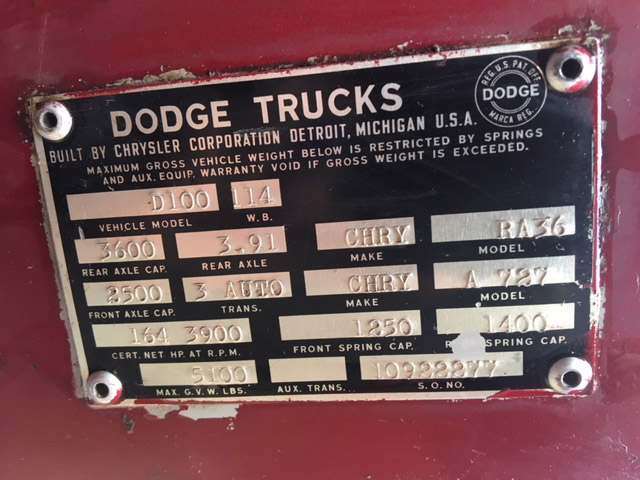 DODGE TRUCKS
REG. U.S. PAT. OFF.
DODGE
MARCA REG.
BUILT BY CHRYSLER CORPORATION DETROIT, MICHIGAN U.S.A.
MAXIMUM GROSS VEHICLE WEIGHT BELOW IS RESTRICTED BY SPRINGS
AND AUX. EQUIP. WARRANTY VOID IF GROSS WEIGHT IS EXCEEDED.
D100 114
VEHICLE MODEL W.B.
3600 3.91 CHRY RA36
REAR AXLE CAP. REAR AXLE MAKE MODEL
2500 3 AUTO CHRY A 727
FRONT AXLE CAP. TRANS. MAKE MODEL
164 3900 1250 1400
CERT. NET HP. AT R.P.M. FRONT SPRING CAP. SPRING CAP.
5100 10922277
MAX. G.V.W. LBS. AUX. TRANS. S.O. NO.